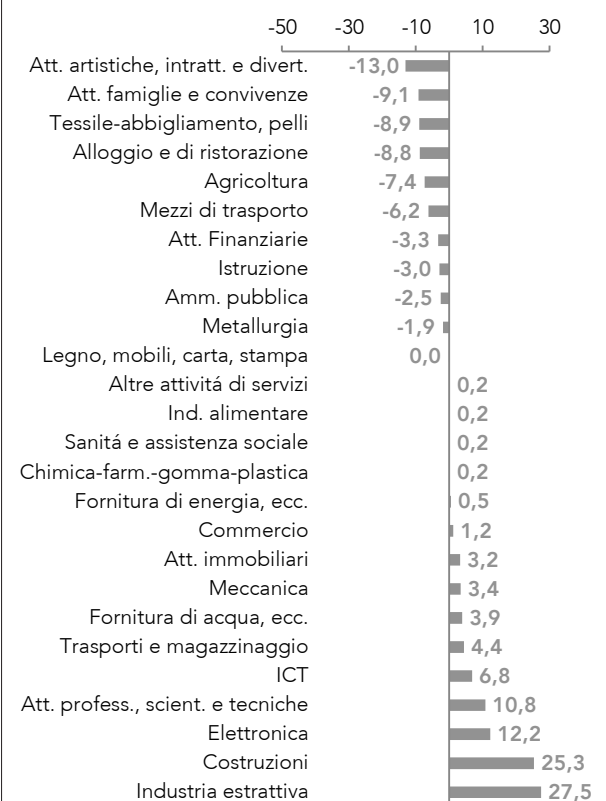 -50 -30 -10 10 30
Att. artistiche, intratt. e divert. -13,0
Att. famiglie e convivenze -9,1
Tessile-abbigliamento, pelli -8,9
Alloggio e di ristorazione -8,8
Agricoltura -7,4
Mezzi di trasporto -6,2
Att. Finanziarie -3,3
Istruzione -3,0
Amm. pubblica -2,5
Metallurgia -1,9
Legno, mobili, carta, stampa 0,0
Altre attivitá di servizi 0,2
Ind. alimentare 0,2
Sanitá e assistenza sociale 0,2
Chimica-farm.-gomma-plastica 0,2
Fornitura di energia, ecc. 0,5
Commercio 1,2
Att. immobiliari 3,2
Meccanica 3,4
Fornitura di acqua, ecc. 3,9
Trasporti e magazzinaggio 4,4
ICT 6,8
Att. profess., scient. e tecniche 10,8
Elettronica 12,2
Costruzioni 25,3
Industria estrattiva 27,5